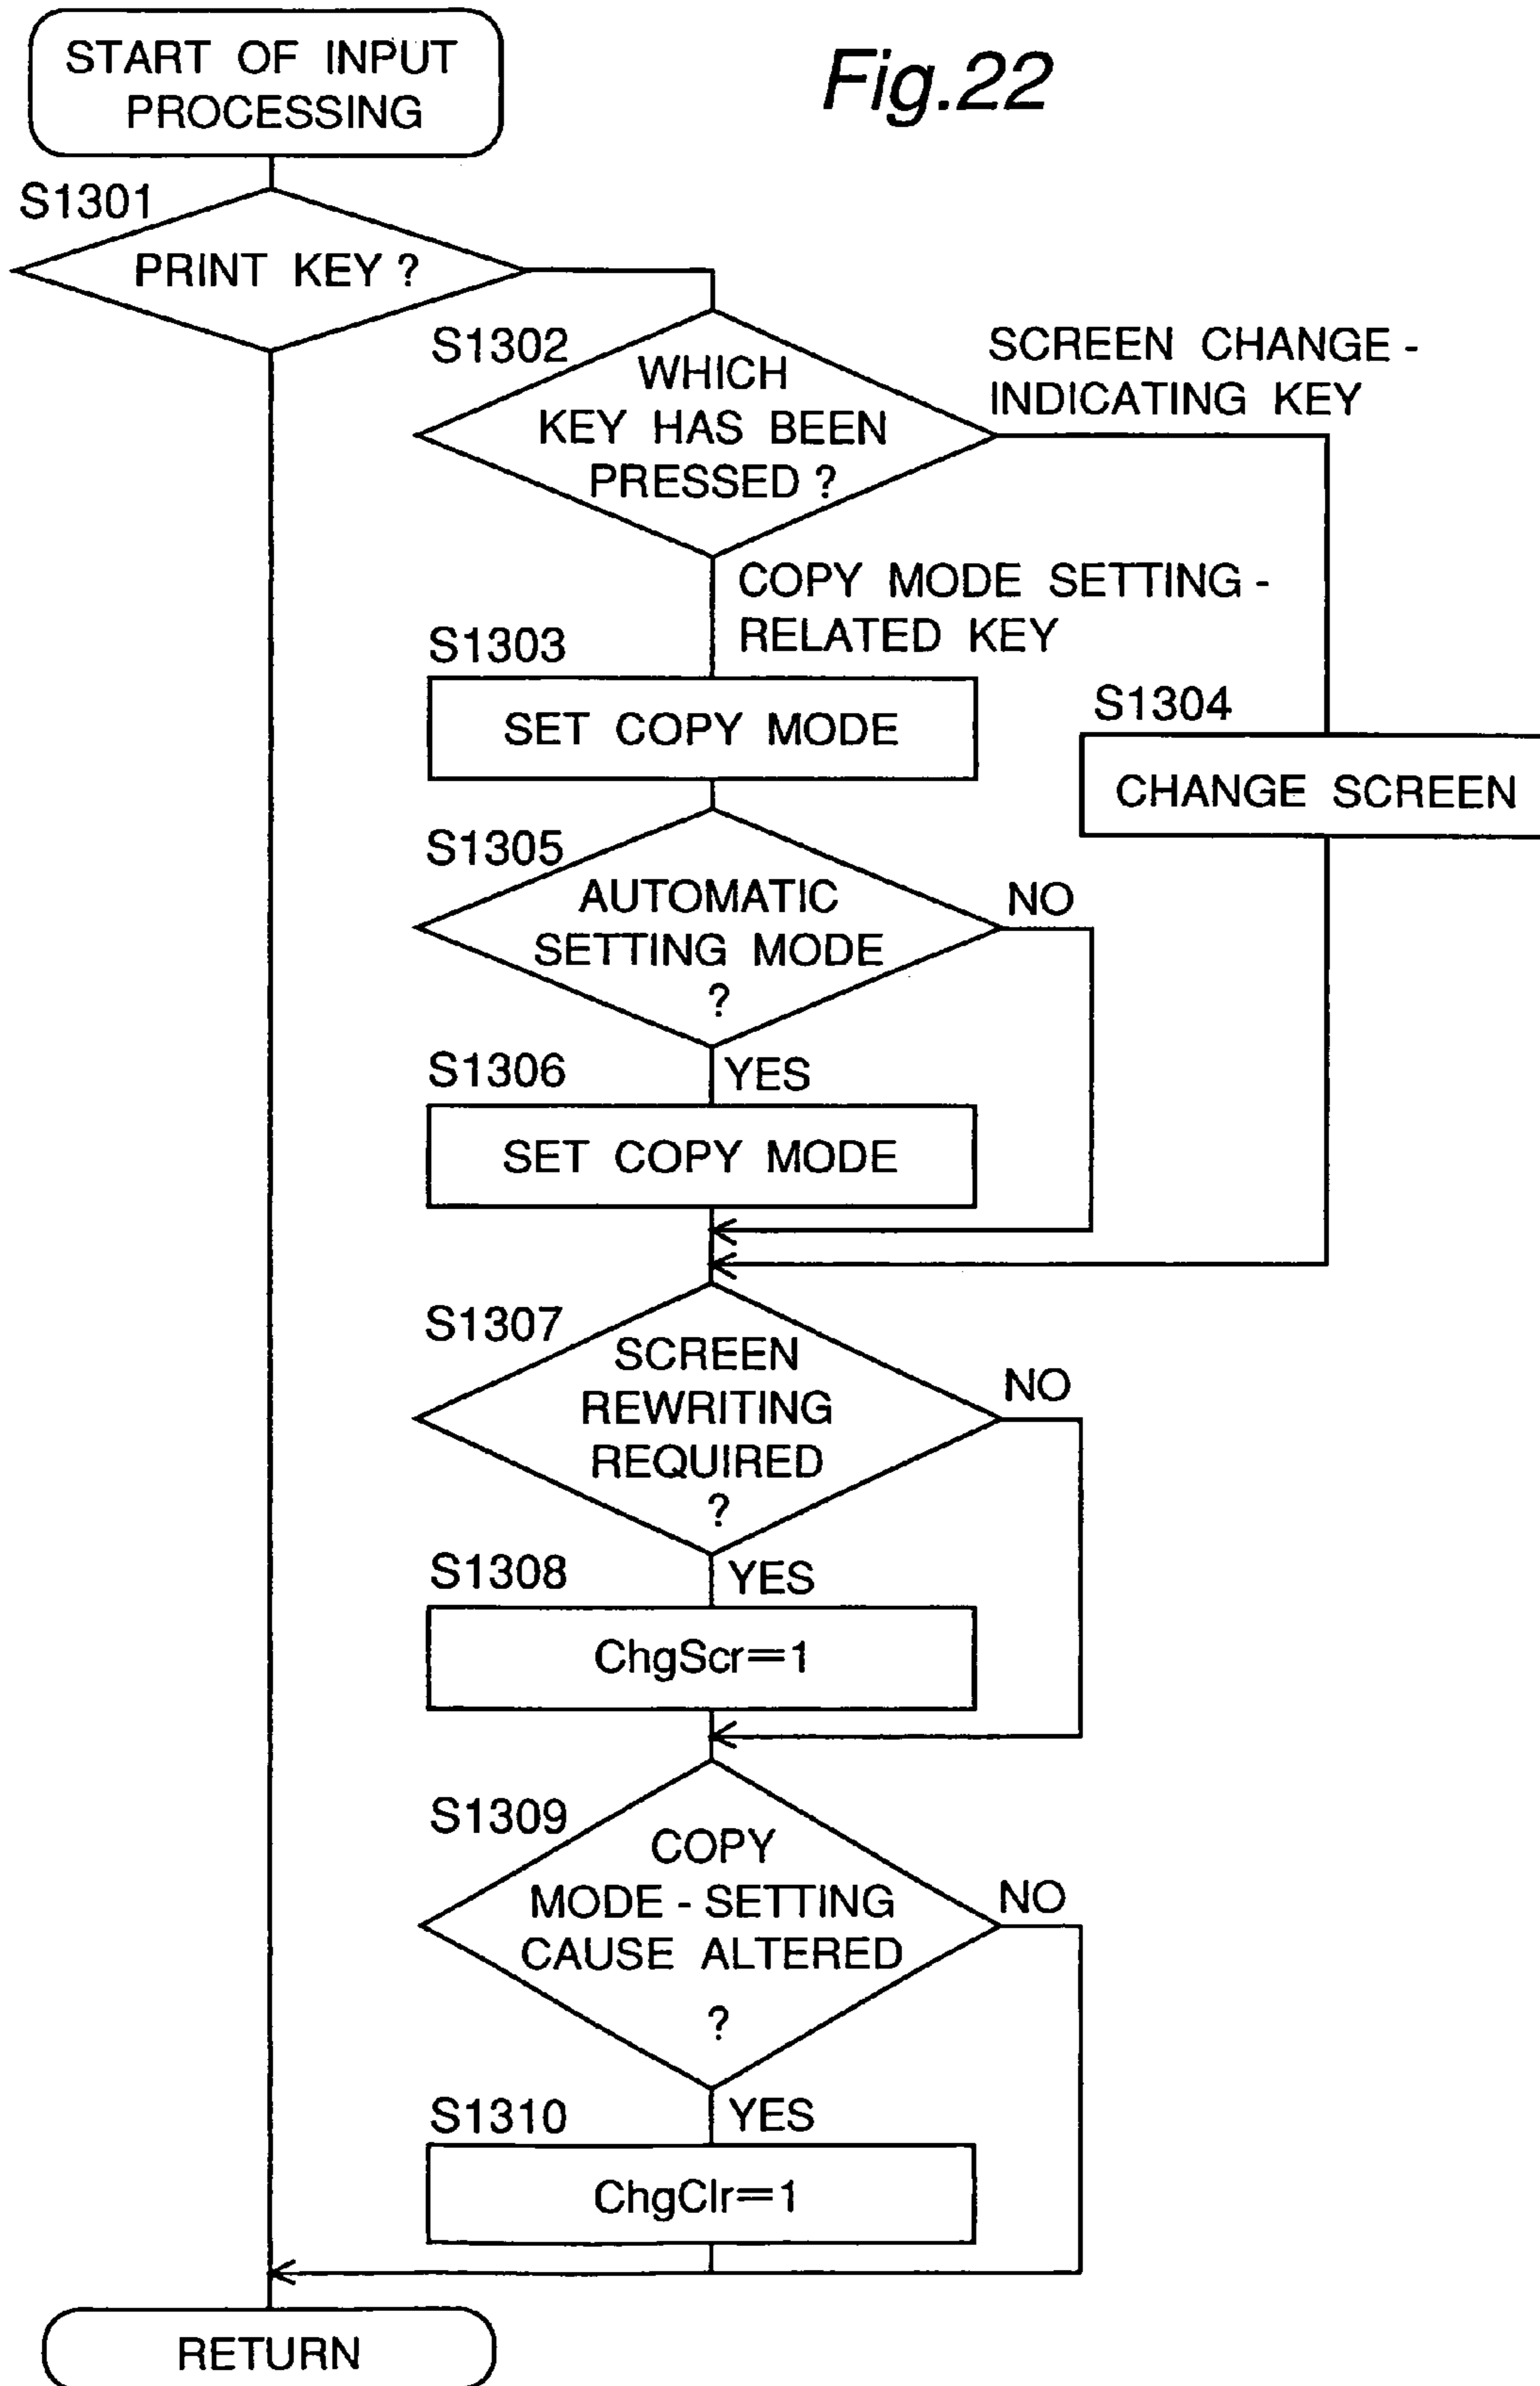 START OF INPUT
PROCESSING
Fig.22
S1301
PRINT KEY ?
S1302
WHICH
KEY HAS BEEN
PRESSED ?
SCREEN CHANGE -
INDICATING KEY
COPY MODE SETTING -
RELATED KEY
S1303
SET COPY MODE
S1304
CHANGE SCREEN
S1305
AUTOMATIC
SETTING MODE
?
NO
YES
S1306
SET COPY MODE
S1307
SCREEN
REWRITING
REQUIRED
?
NO
YES
S1308
ChgScr=1
S1309
COPY
MODE - SETTING
CAUSE ALTERED
?
NO
YES
S1310
ChgClr=1
RETURN